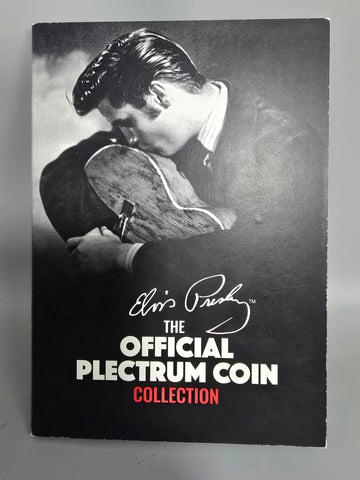 Elvis Presley™
THE
OFFICIAL
PLECTRUM COIN
COLLECTION